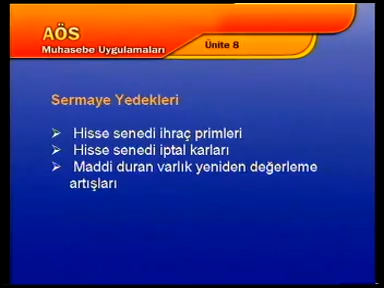 AÖS
Muhasebe Uygulamaları
Ünite 8
Sermaye Yedekleri
Hisse senedi ihraç primleri
Hisse senedi iptal karları
Maddi duran varlık yeniden değerleme
artışları